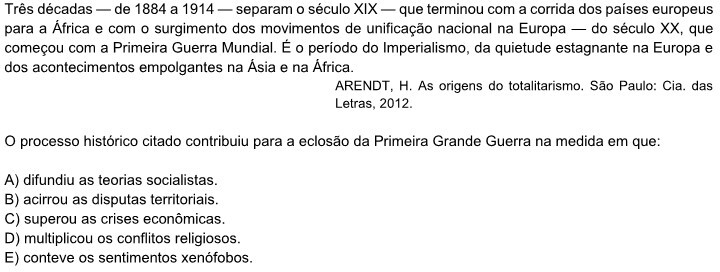 Três décadas — de 1884 a 1914 — separam o século XIX — que terminou com a corrida dos países europeus
para a África e com o surgimento dos movimentos de unificação nacional na Europa — do século XX, que
começou com a Primeira Guerra Mundial. É o período do Imperialismo, da quietude estagnante na Europa e
dos acontecimentos empolgantes na Ásia e na África.
ARENDT, H. As origens do totalitarismo. São Paulo: Cia. das
Letras, 2012.
O processo histórico citado contribuiu para a eclosão da Primeira Grande Guerra na medida em que:
A) difundiu as teorias socialistas.
B) acirrou as disputas territoriais.
C) superou as crises econômicas.
D) multiplicou os conflitos religiosos.
E) conteve os sentimentos xenófobos.